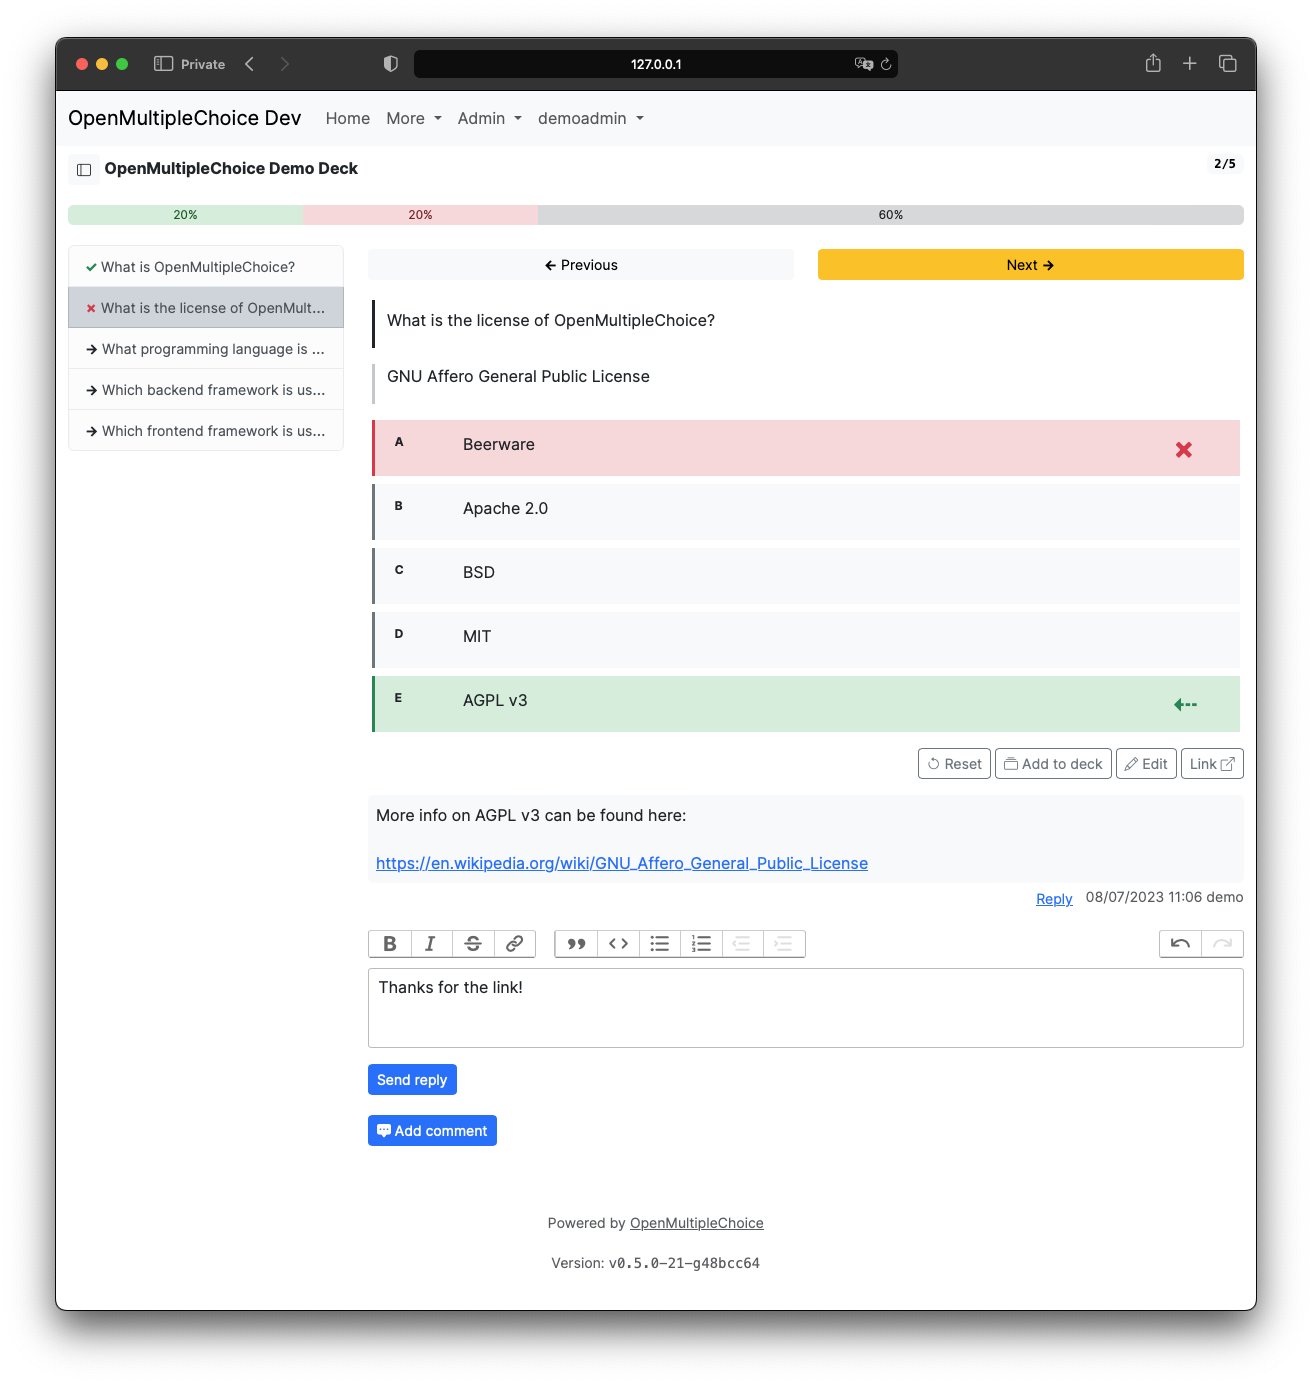 Private
127.0.0.1
OpenMultipleChoice Dev Home More Admin demoadmin
OpenMultipleChoice Demo Deck
2/5
20% 20% 60%
What is OpenMultipleChoice?
What is the license of OpenMult...
What programming language is ...
Which backend framework is us...
Which frontend framework is us...
← Previous
Next →
What is the license of OpenMultipleChoice?
GNU Affero General Public License
A Beerware
B Apache 2.0
C BSD
D MIT
E AGPL v3
Reset Add to deck Edit Link
More info on AGPL v3 can be found here:
https://en.wikipedia.org/wiki/GNU_Affero_General_Public_License
Reply 08/07/2023 11:06 demo
Thanks for the link!
Send reply
Add comment
Powered by OpenMultipleChoice
Version: v0.5.0-21-g48bcc64